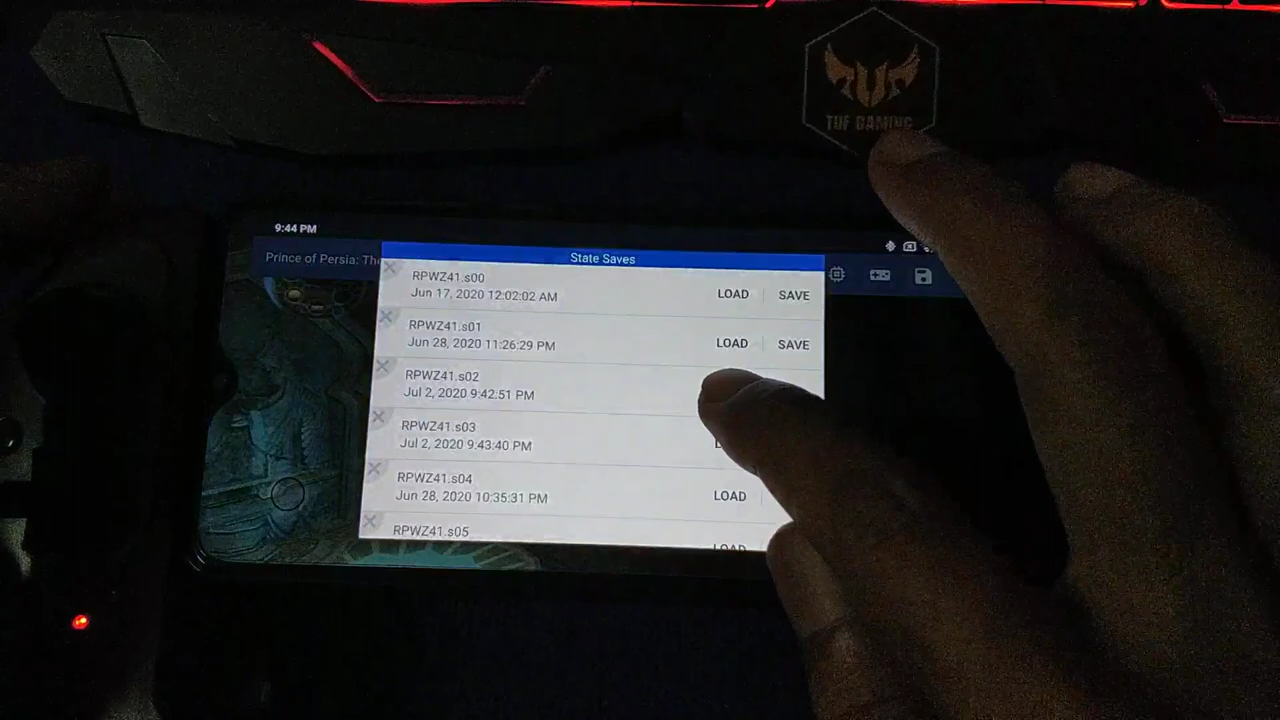 TUF GAMING
9:44 PM
Prince of Persia: Th
State Saves
RPWZ41.s00
Jun 17, 2020 12:02:02 AM
LOAD
SAVE
RPWZ41.s01
Jun 28, 2020 11:26:29 PM
LOAD
SAVE
RPWZ41.s02
Jul 2, 2020 9:42:51 PM
RPWZ41.s03
Jul 2, 2020 9:43:40 PM
RPWZ41.s04
Jun 28, 2020 10:35:31 PM
LOAD
RPWZ41.s05
LOAD